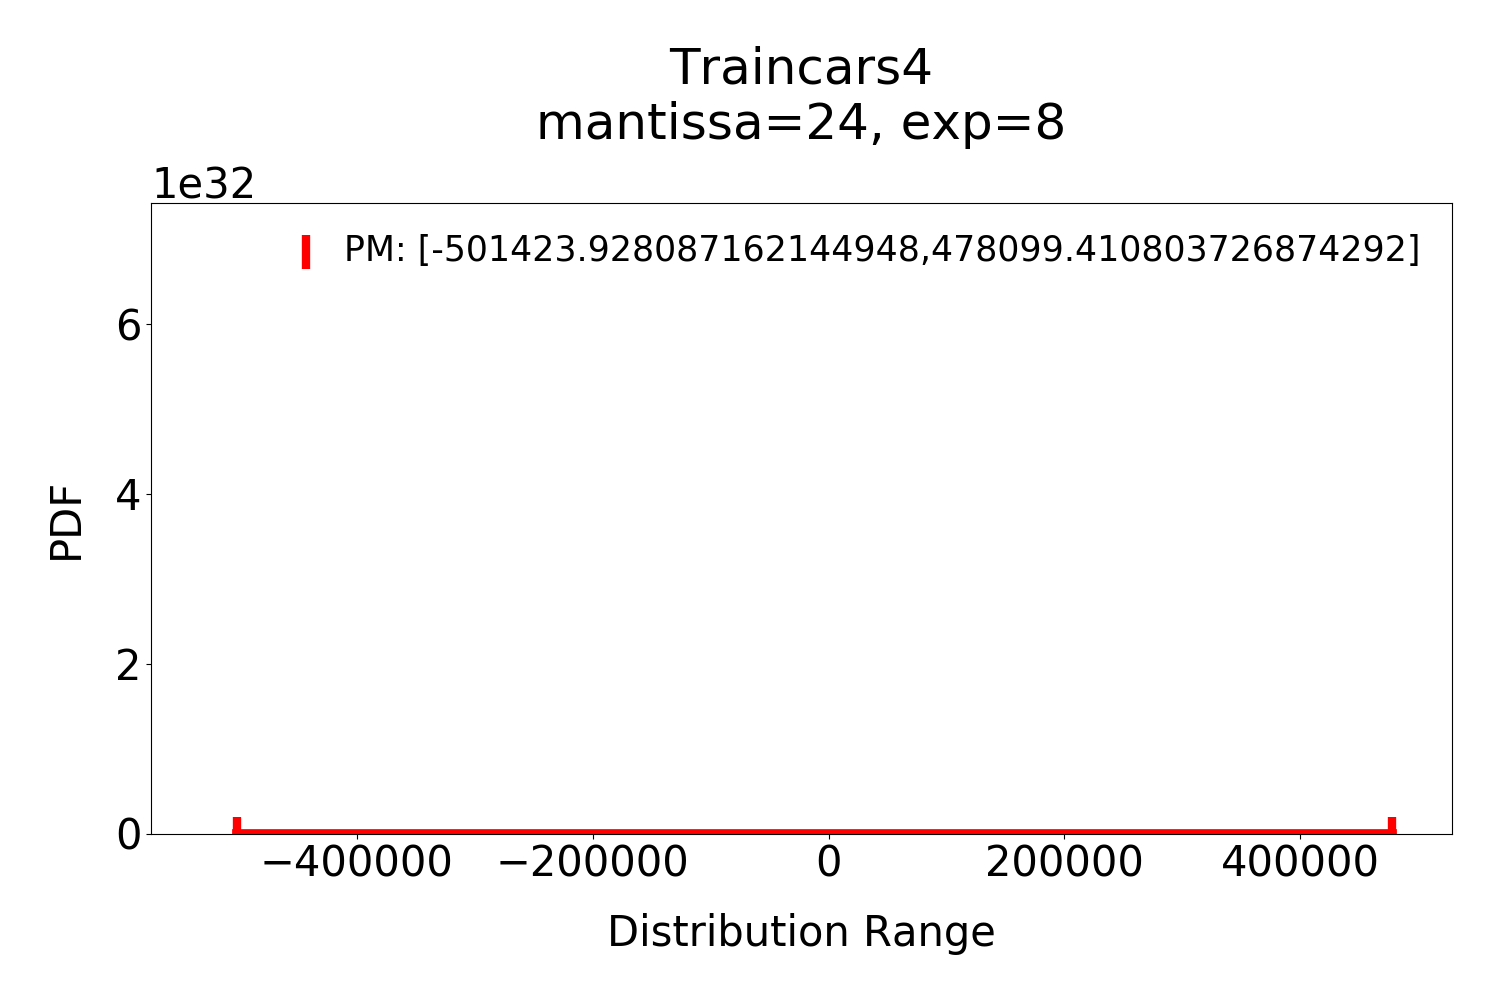 Traincars4
mantissa=24, exp=8
1e32
PM: [-501423.928087162144948,478099.410803726874292]
6
4
2
0
PDF
−400000 −200000 0 200000 400000
Distribution Range